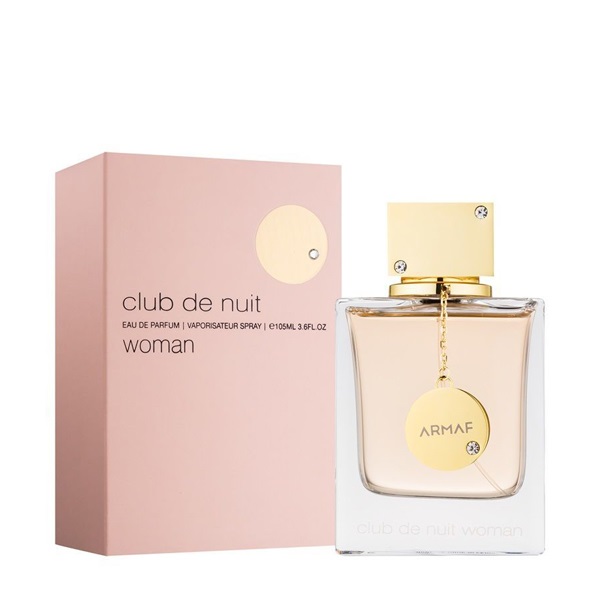 club de nuit
EAU DE PARFUM | VAPORISATEUR SPRAY | ℮105ML 3.6FL.OZ
woman
ARMAF
club de nuit woman